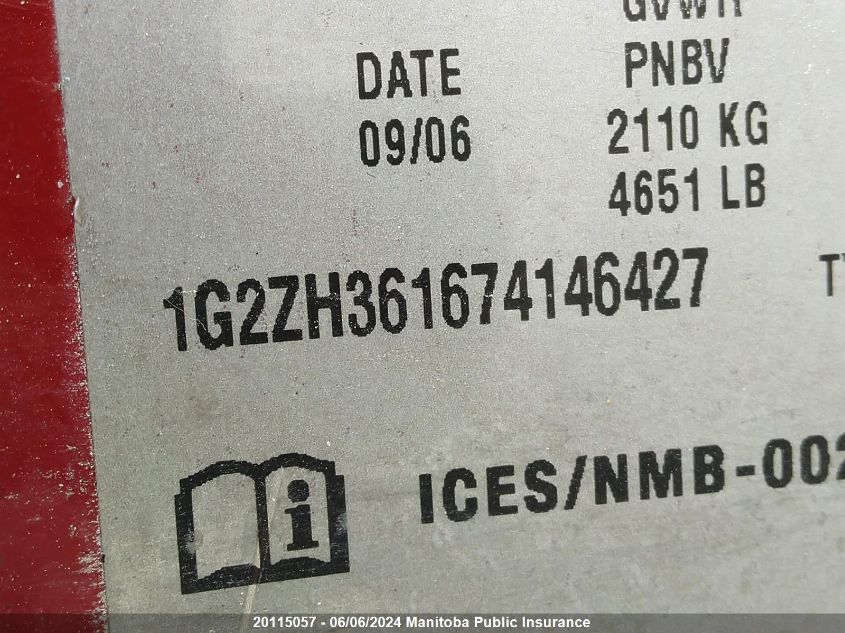 GVWR
DATE
PNBV
09/06
2110 KG
4651 LB
1G2ZH361674146427
ICES/NMB-002
i
20115057 - 06/06/2024 Manitoba Public Insurance